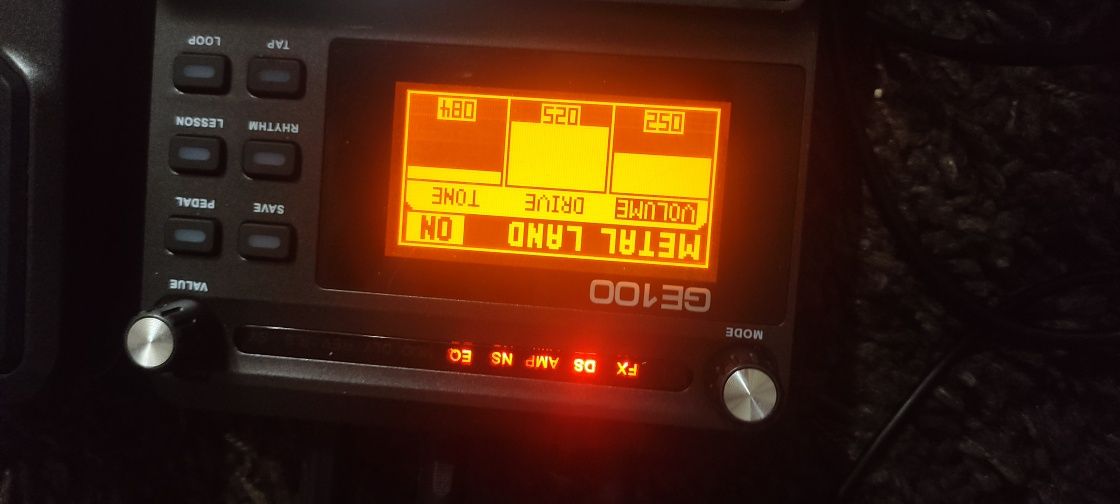 MODE
VALUE
FX DS AMP NS EQ
GE100
METAL LAND ON
VOLUME DRIVE TONE
052 025 084
SAVE PEDAL
RHYTHM LESSON
TAP LOOP